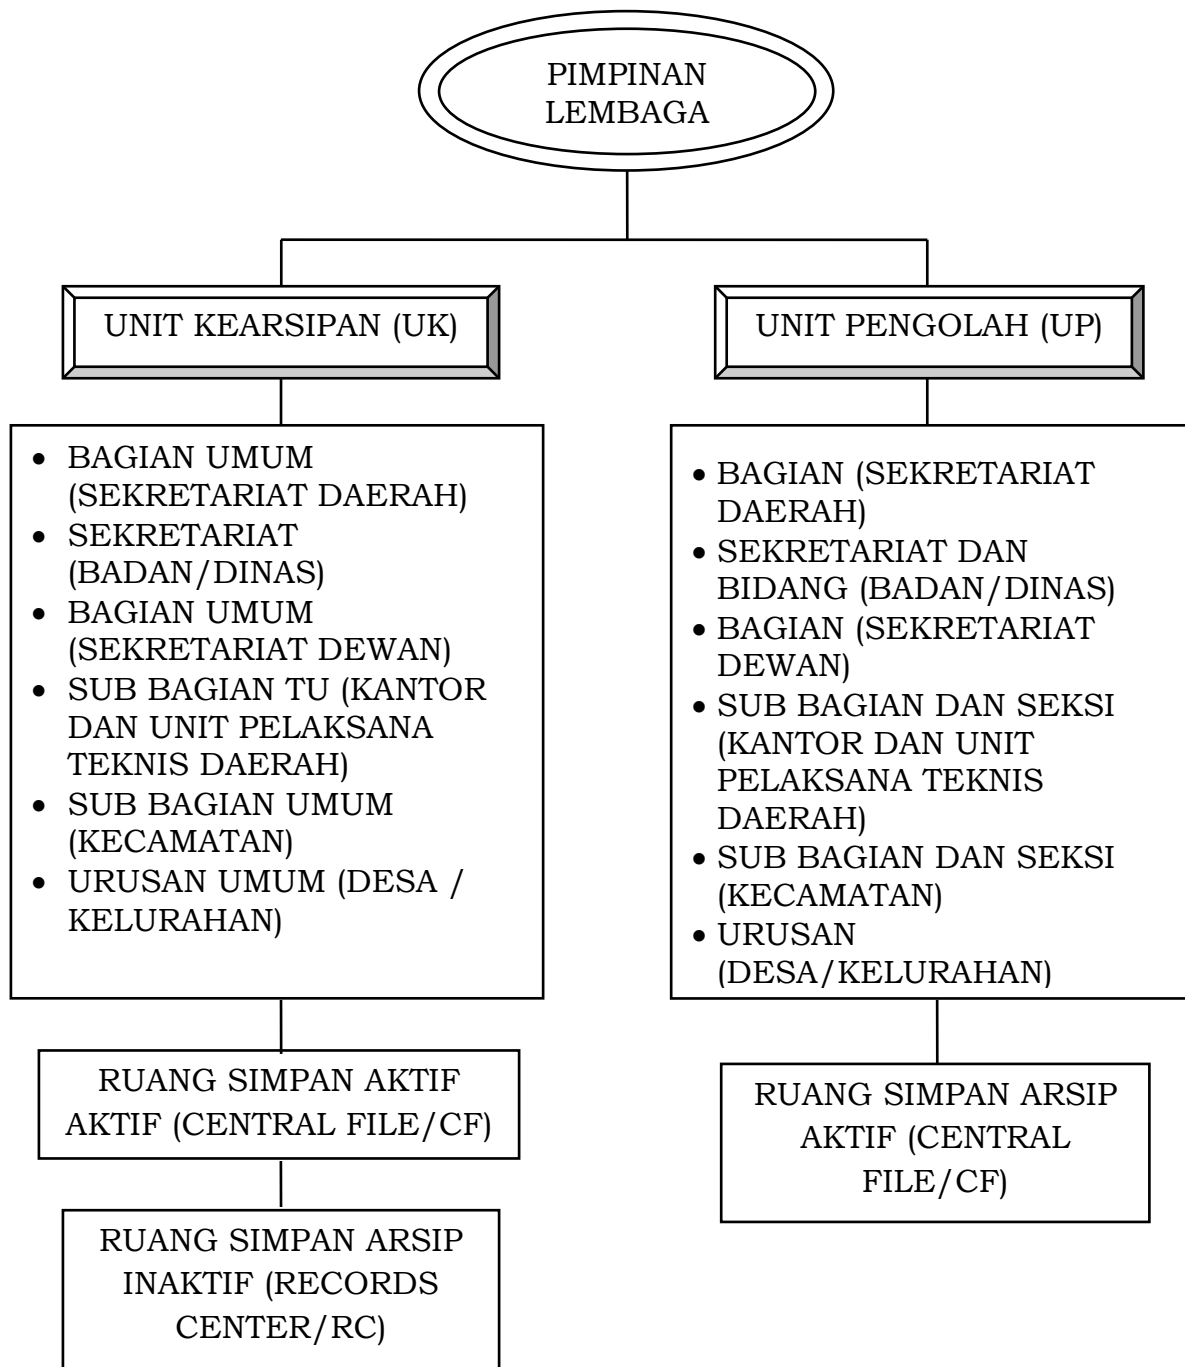 PIMPINAN
LEMBAGA
UNIT KEARSIPAN (UK)
UNIT PENGOLAH (UP)
• BAGIAN UMUM
(SEKRETARIAT DAERAH)
• SEKRETARIAT
(BADAN/DINAS)
• BAGIAN UMUM
(SEKRETARIAT DEWAN)
• SUB BAGIAN TU (KANTOR
DAN UNIT PELAKSANA
TEKNIS DAERAH)
• SUB BAGIAN UMUM
(KECAMATAN)
• URUSAN UMUM (DESA /
KELURAHAN)
• BAGIAN (SEKRETARIAT
DAERAH)
• SEKRETARIAT DAN
BIDANG (BADAN/DINAS)
• BAGIAN (SEKRETARIAT
DEWAN)
• SUB BAGIAN DAN SEKSI
(KANTOR DAN UNIT
PELAKSANA TEKNIS
DAERAH)
• SUB BAGIAN DAN SEKSI
(KECAMATAN)
• URUSAN
(DESA/KELURAHAN)
RUANG SIMPAN AKTIF
AKTIF (CENTRAL FILE/CF)
RUANG SIMPAN ARSIP
AKTIF (CENTRAL
FILE/CF)
RUANG SIMPAN ARSIP
INAKTIF (RECORDS
CENTER/RC)